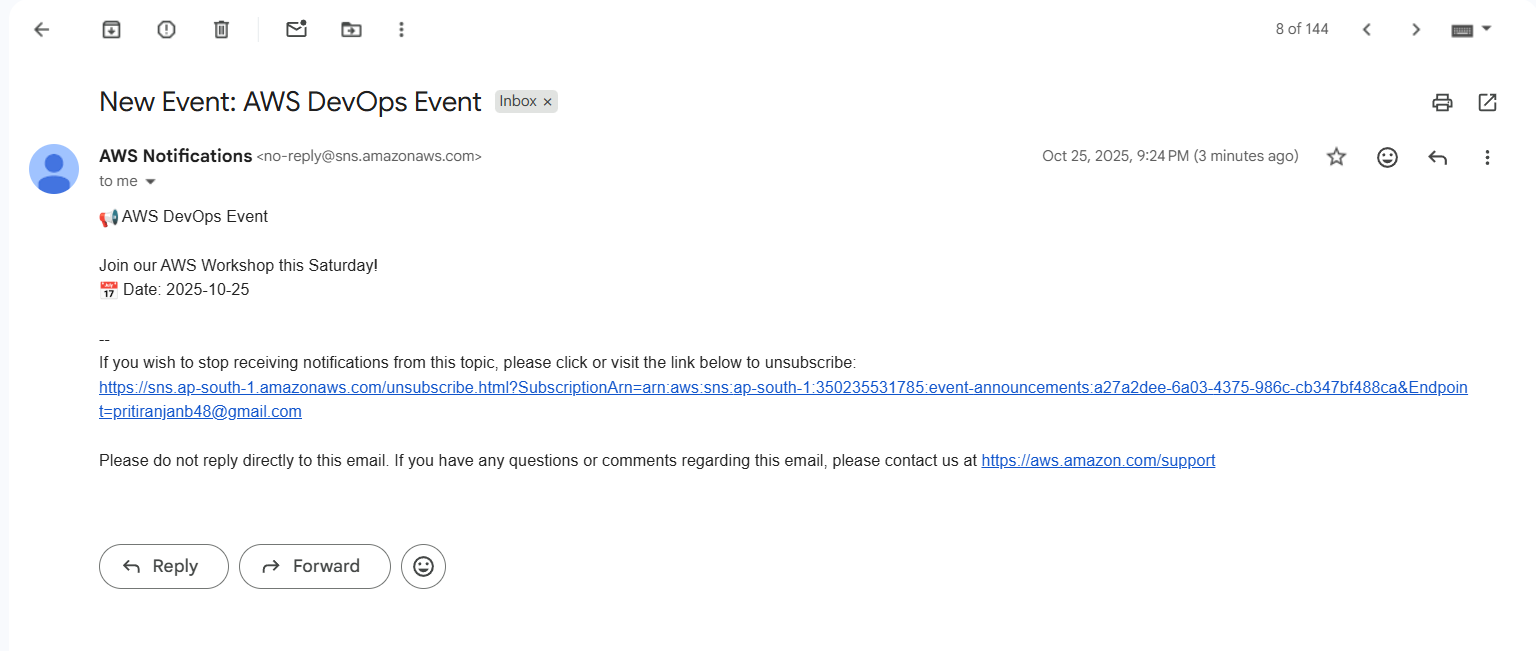 8 of 144
New Event: AWS DevOps Event Inbox ×
AWS Notifications <no-reply@sns.amazonaws.com> Oct 25, 2025, 9:24 PM (3 minutes ago)
to me
📢 AWS DevOps Event
Join our AWS Workshop this Saturday!
📅 Date: 2025-10-25
--
If you wish to stop receiving notifications from this topic, please click or visit the link below to unsubscribe:
https://sns.ap-south-1.amazonaws.com/unsubscribe.html?SubscriptionArn=arn:aws:sns:ap-south-1:350235531785:event-announcements:a27a2dee-6a03-4375-986c-cb347bf488ca&Endpoin
t=pritiranjanb48@gmail.com
Please do not reply directly to this email. If you have any questions or comments regarding this email, please contact us at https://aws.amazon.com/support
Reply Forward